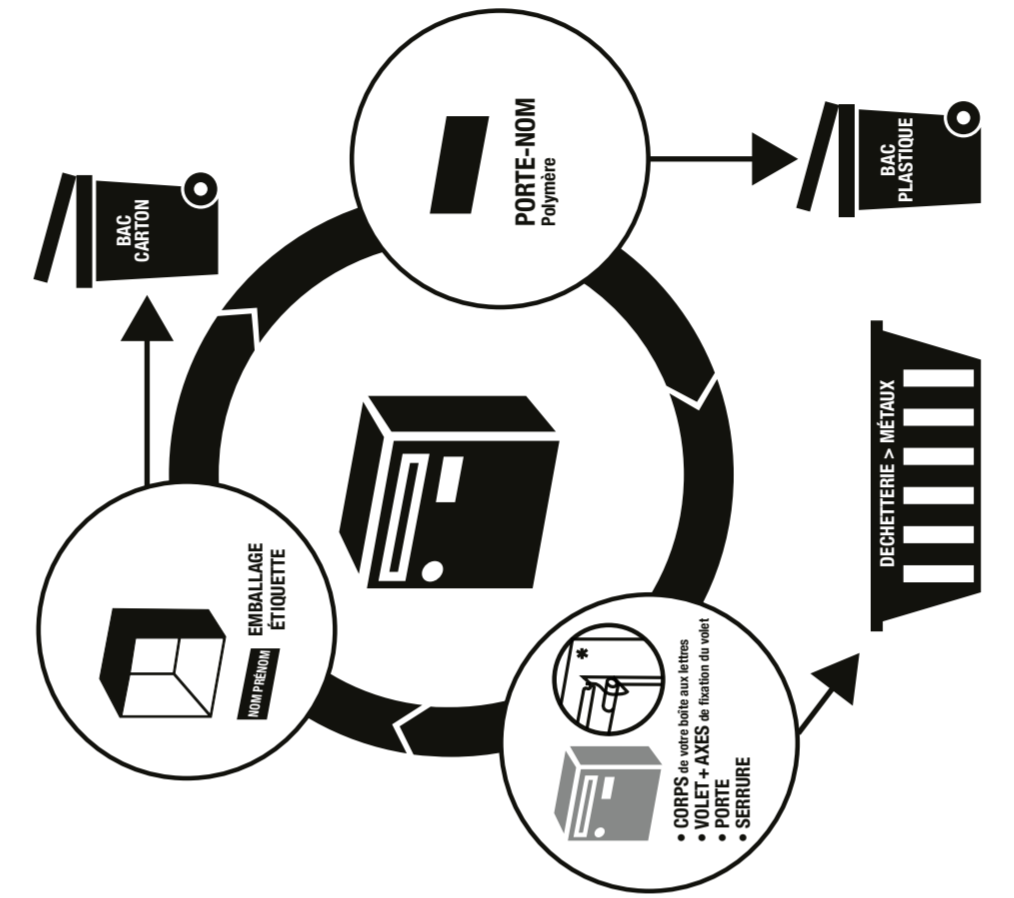 BAC
CARTON
NOM PRÉNOM
EMBALLAGE
ÉTIQUETTE
PORTE-NOM
Polymère
BAC
PLASTIQUE
*
• CORPS de votre boîte aux lettres
• VOLET + AXES de fixation du volet
• PORTE
• SERRURE
DECHETTERIE > MÉTAUX